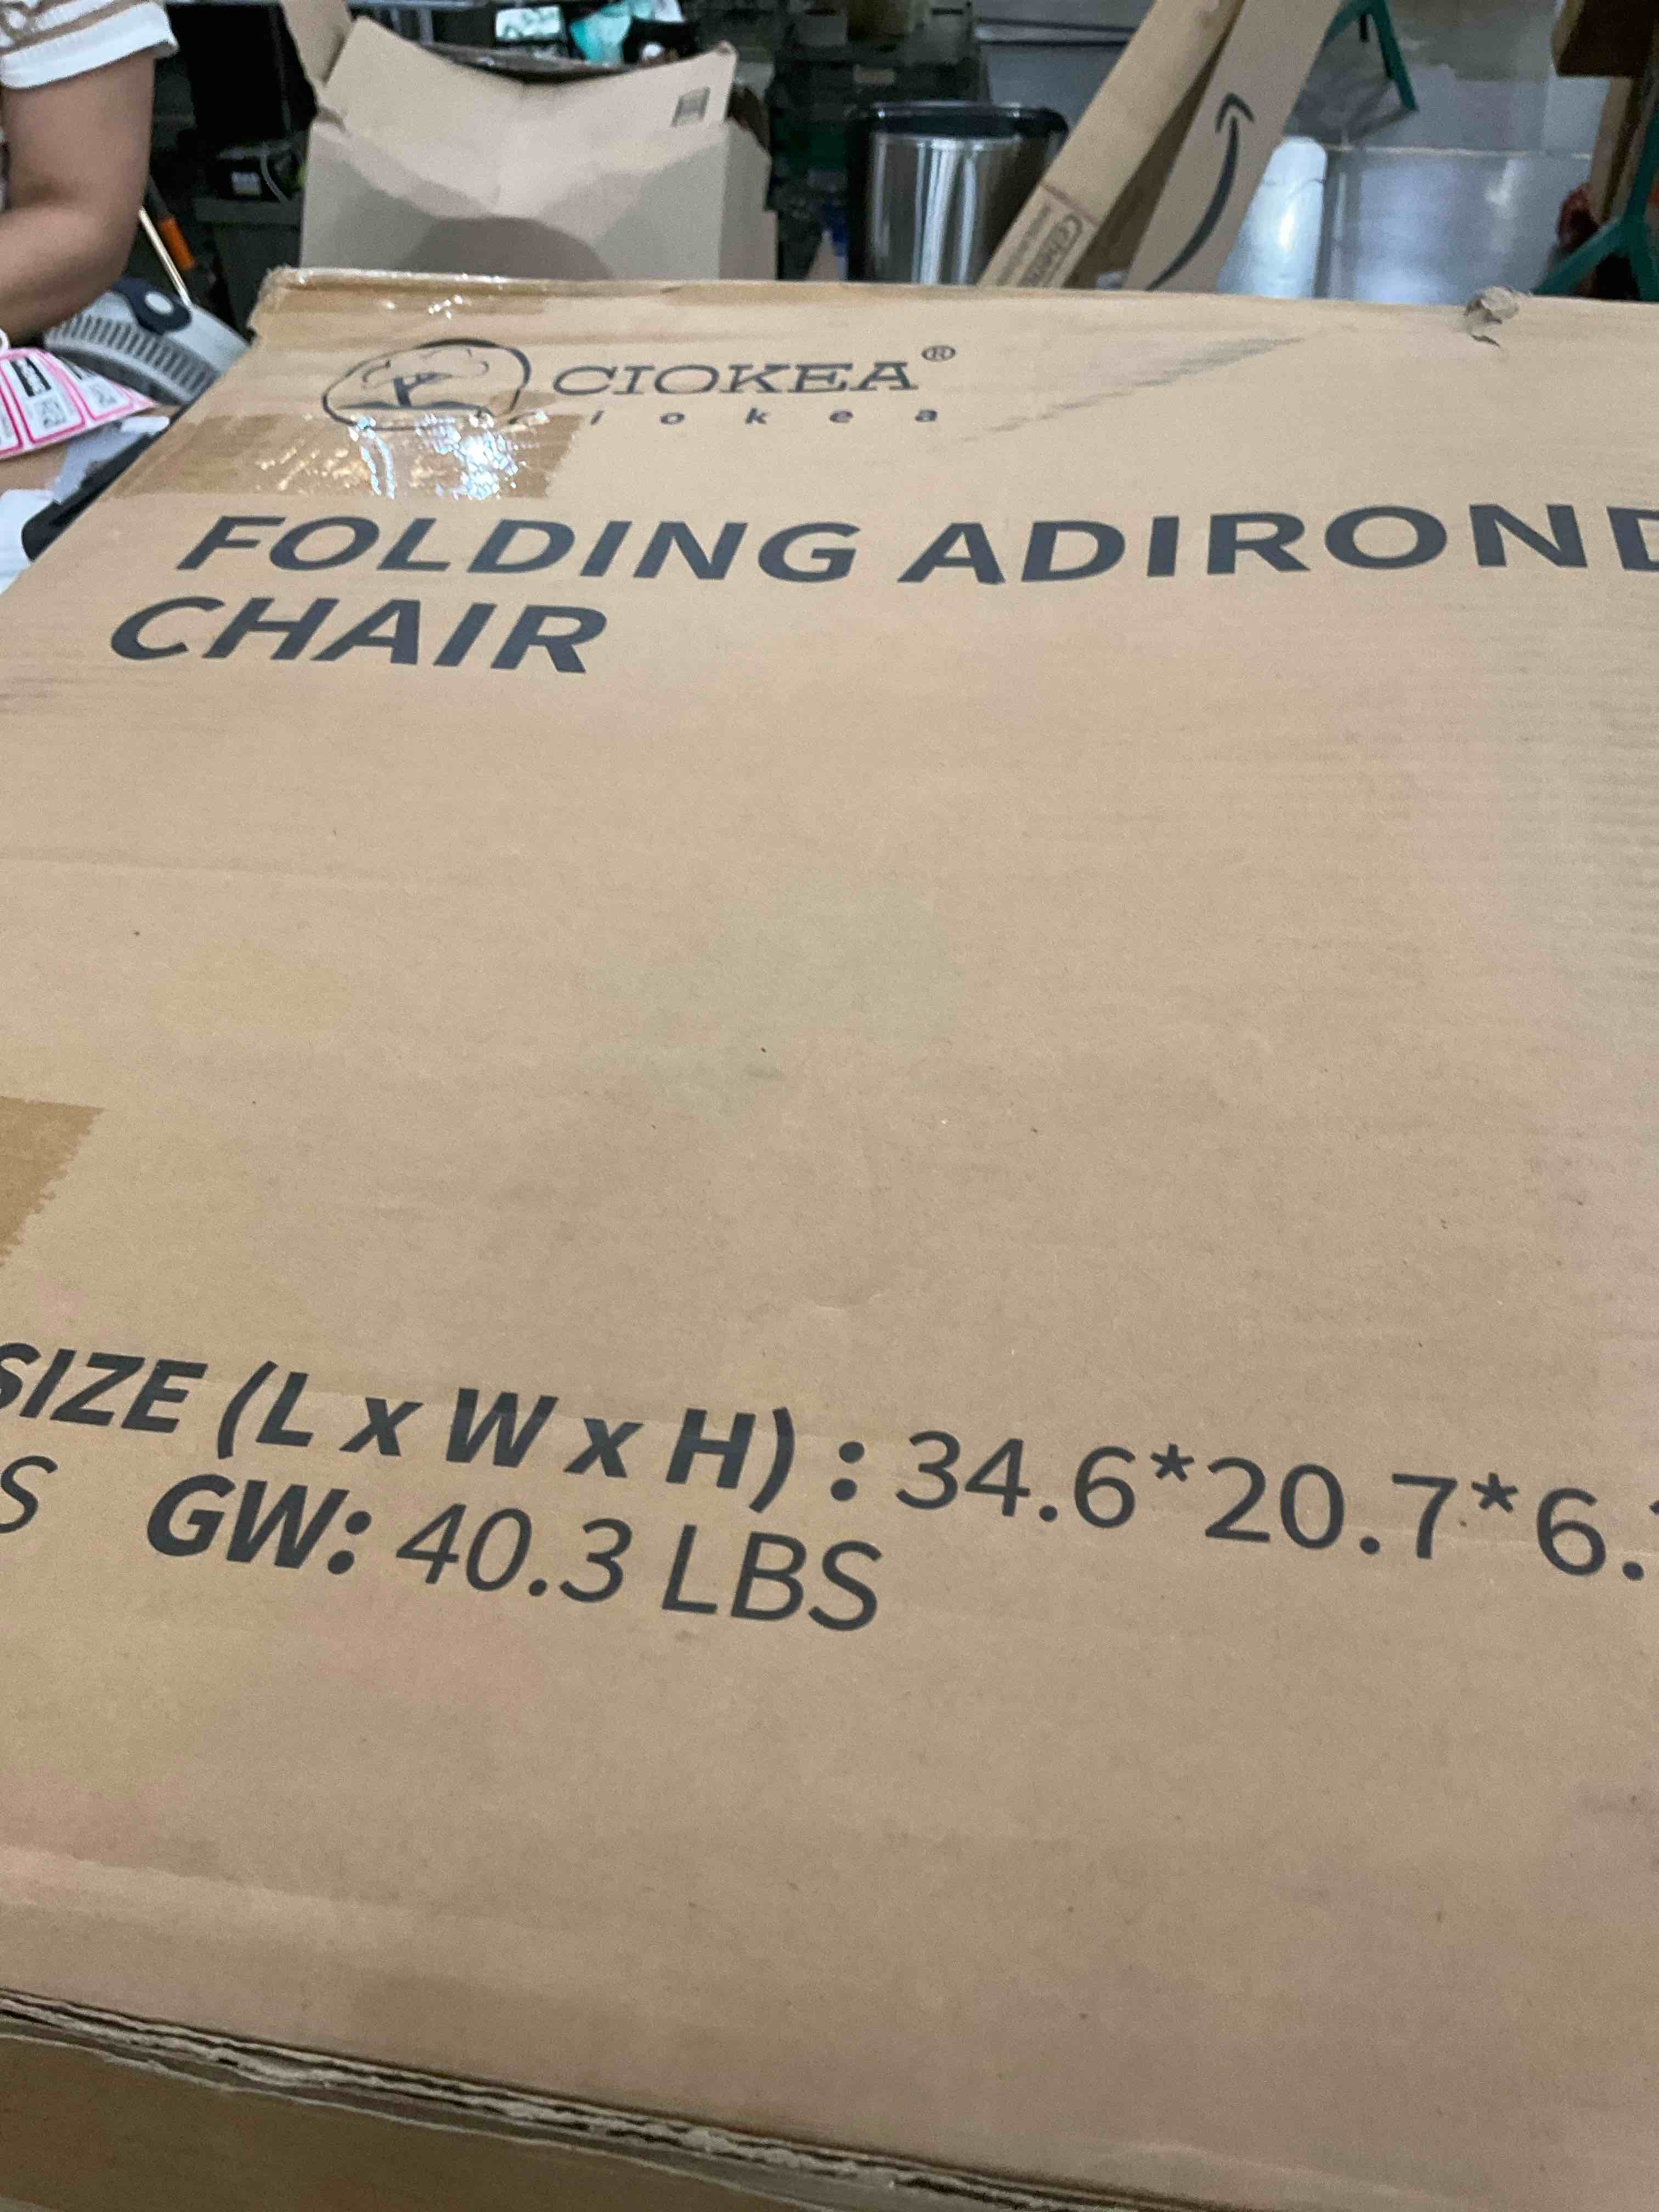 CIOKEA®
ciokea
FOLDING ADIROND
CHAIR
SIZE (L x W x H) : 34.6*20.7*6.
S GW: 40.3 LBS